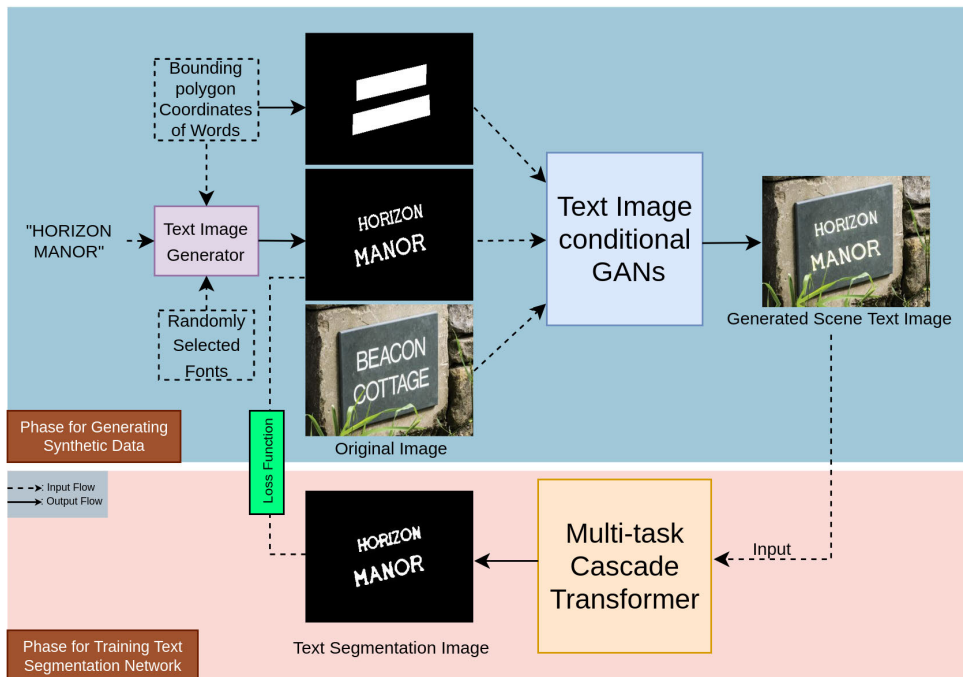 Bounding
polygon
Coordinates
of Words
"HORIZON
MANOR"
Text Image
Generator
Randomly
Selected
Fonts
HORIZON
MANOR
BEACON
COTTAGE
Original Image
Text Image
conditional
GANs
HORIZON
MANOR
Generated Scene Text Image
Phase for Generating
Synthetic Data
Loss Function
: Input Flow
: Output Flow
HORIZON
MANOR
Text Segmentation Image
Multi-task
Cascade
Transformer
Input
Phase for Training Text
Segmentation Network